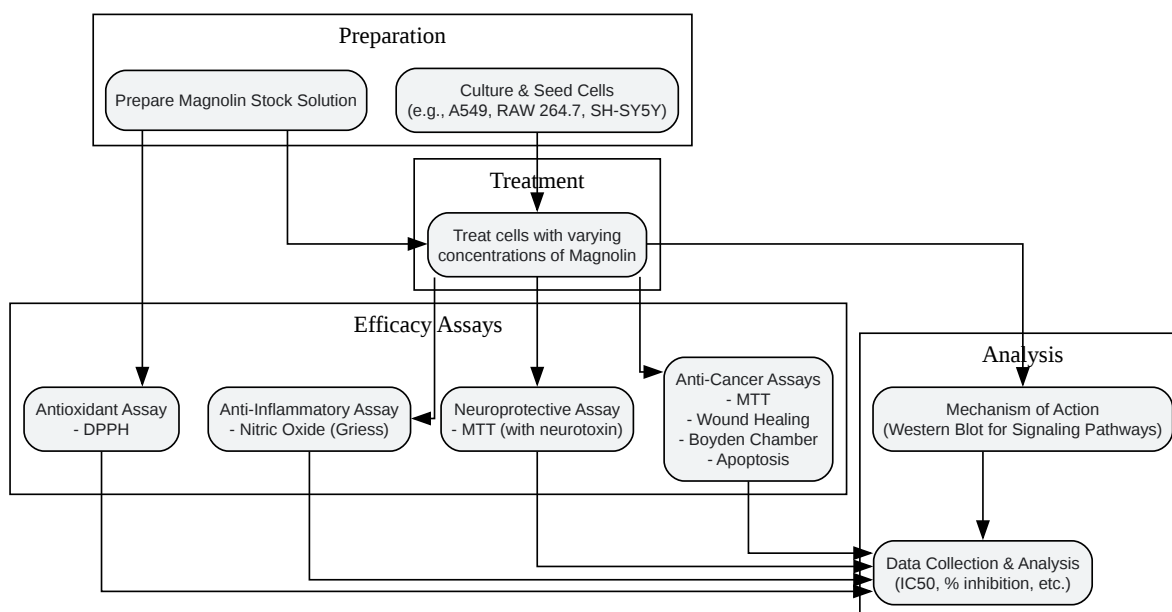 Preparation
Prepare Magnolin Stock Solution
Culture & Seed Cells
(e.g., A549, RAW 264.7, SH-SY5Y)
Treatment
Treat cells with varying
concentrations of Magnolin
Efficacy Assays
Antioxidant Assay
- DPPH
Anti-Inflammatory Assay
- Nitric Oxide (Griess)
Neuroprotective Assay
- MTT (with neurotoxin)
Anti-Cancer Assays
- MTT
- Wound Healing
- Boyden Chamber
- Apoptosis
Analysis
Mechanism of Action
(Western Blot for Signaling Pathways)
Data Collection & Analysis
(IC50, % inhibition, etc.)